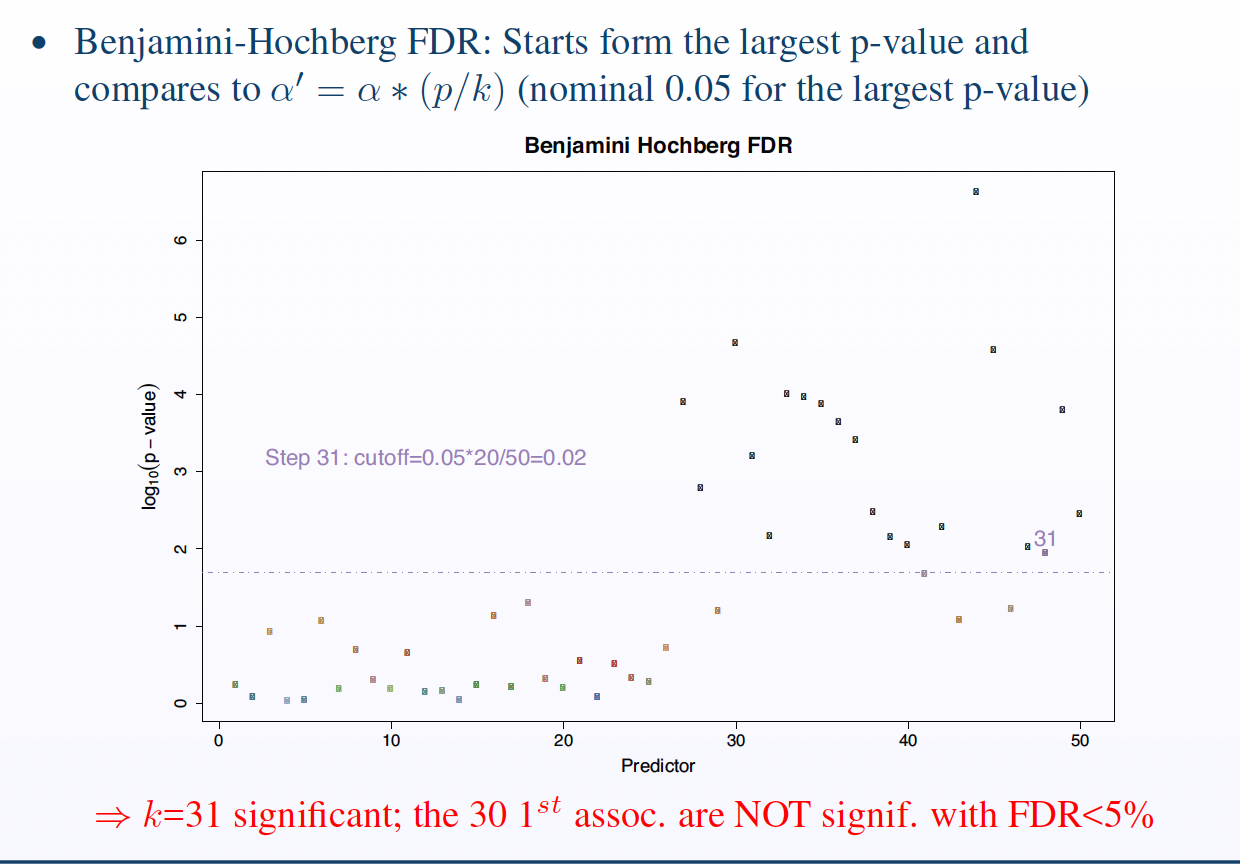 • Benjamini-Hochberg FDR: Starts form the largest p-value and
compares to α′ = α ∗ (p/k) (nominal 0.05 for the largest p-value)
Benjamini Hochberg FDR
log₁₀(p − value)
6
5
4
3
2
1
0
Step 31: cutoff=0.05*20/50=0.02
31
0 10 20 30 40 50
Predictor
⇒ k=31 significant; the 30 1ˢᵗ assoc. are NOT signif. with FDR<5%